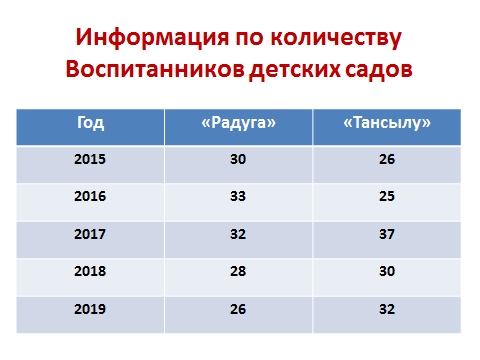 Информация по количеству
Воспитанников детских садов
Год «Радуга» «Тансылу»
2015 30 26
2016 33 25
2017 32 37
2018 28 30
2019 26 32